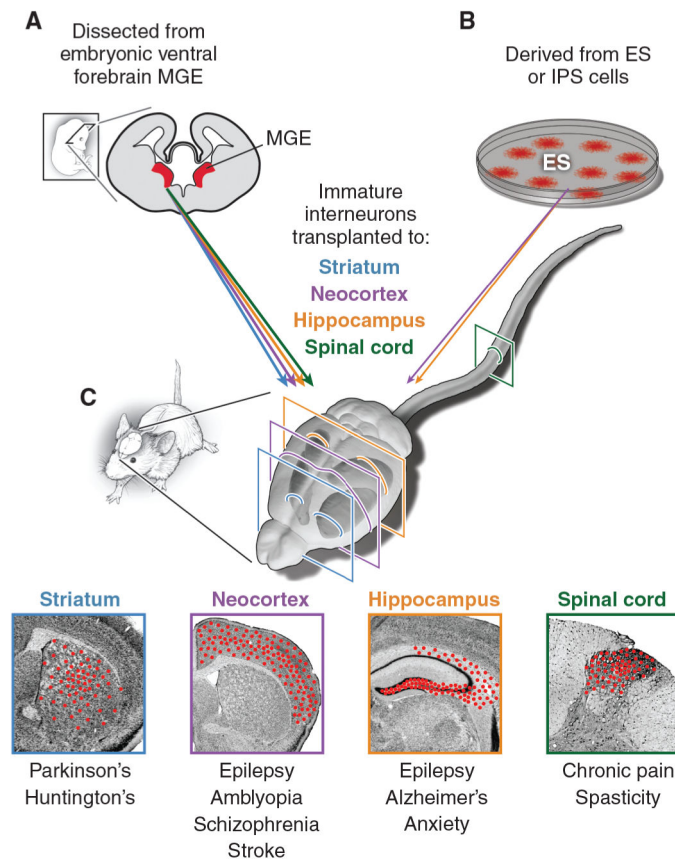 A
Dissected from
embryonic ventral
forebrain MGE
MGE
B
Derived from ES
or IPS cells
ES
Immature
interneurons
transplanted to:
Striatum
Neocortex
Hippocampus
Spinal cord
C
Striatum
Parkinson's
Huntington's
Neocortex
Epilepsy
Amblyopia
Schizophrenia
Stroke
Hippocampus
Epilepsy
Alzheimer's
Anxiety
Spinal cord
Chronic pain
Spasticity